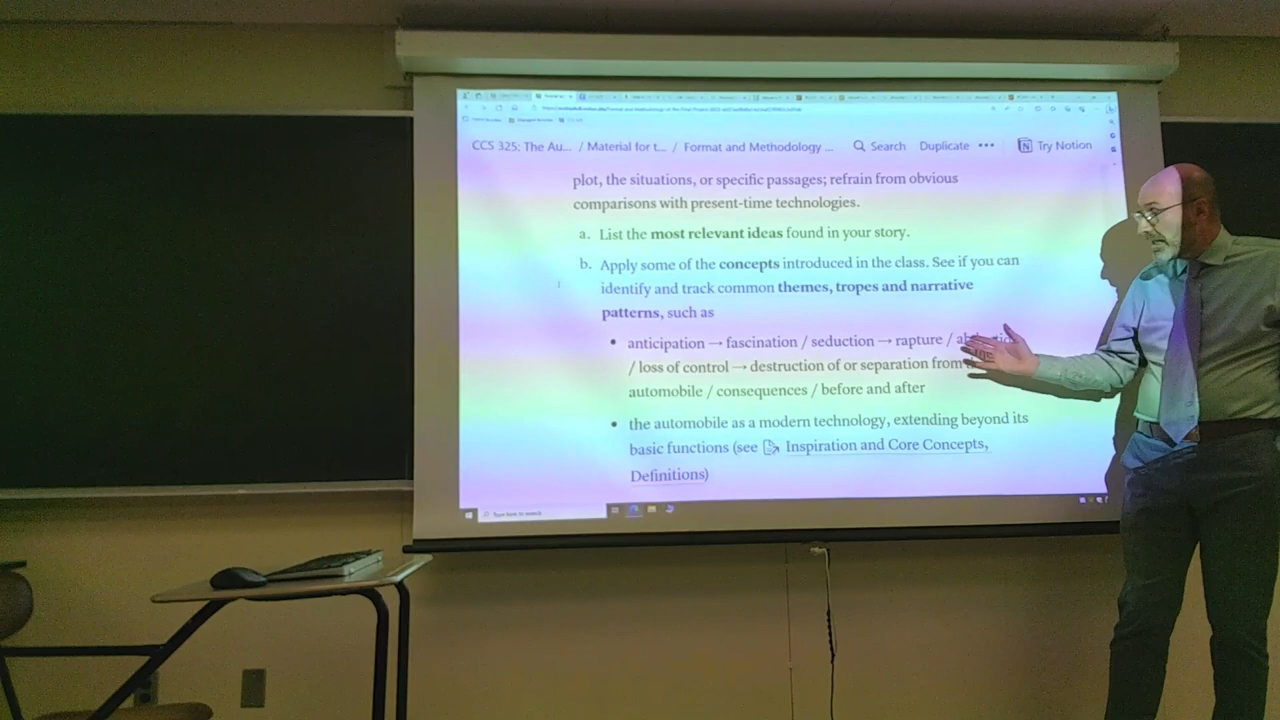 CCS 325: The Au... / Material for t... / Format and Methodology ... Search Duplicate ••• Try Notion
plot, the situations, or specific passages; refrain from obvious
comparisons with present-time technologies.
a. List the most relevant ideas found in your story.
b. Apply some of the concepts introduced in the class. See if you can
identify and track common themes, tropes and narrative
patterns, such as
• anticipation → fascination / seduction → rapture /
/ loss of control → destruction of or separation from
automobile / consequences / before and after
• the automobile as a modern technology, extending beyond its
basic functions (see Inspiration and Core Concepts,
Definitions)
Type here to search